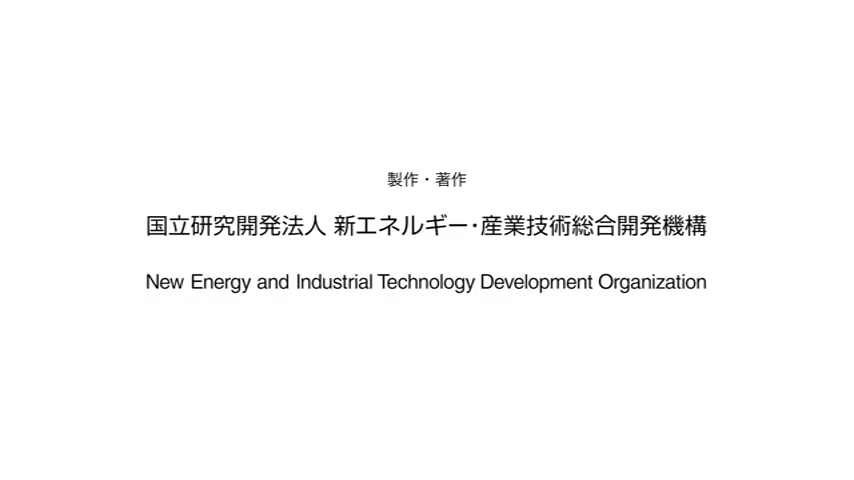 製作・著作
国立研究開発法人 新エネルギー・産業技術総合開発機構
New Energy and Industrial Technology Development Organization